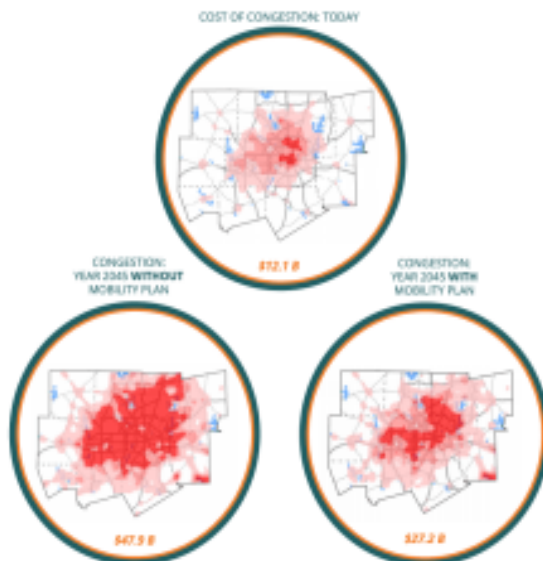 COST OF CONGESTION: TODAY
$12.1 B
CONGESTION:
YEAR 2045 WITHOUT
MOBILITY PLAN
$47.9 B
CONGESTION:
YEAR 2045 WITH
MOBILITY PLAN
$27.2 B